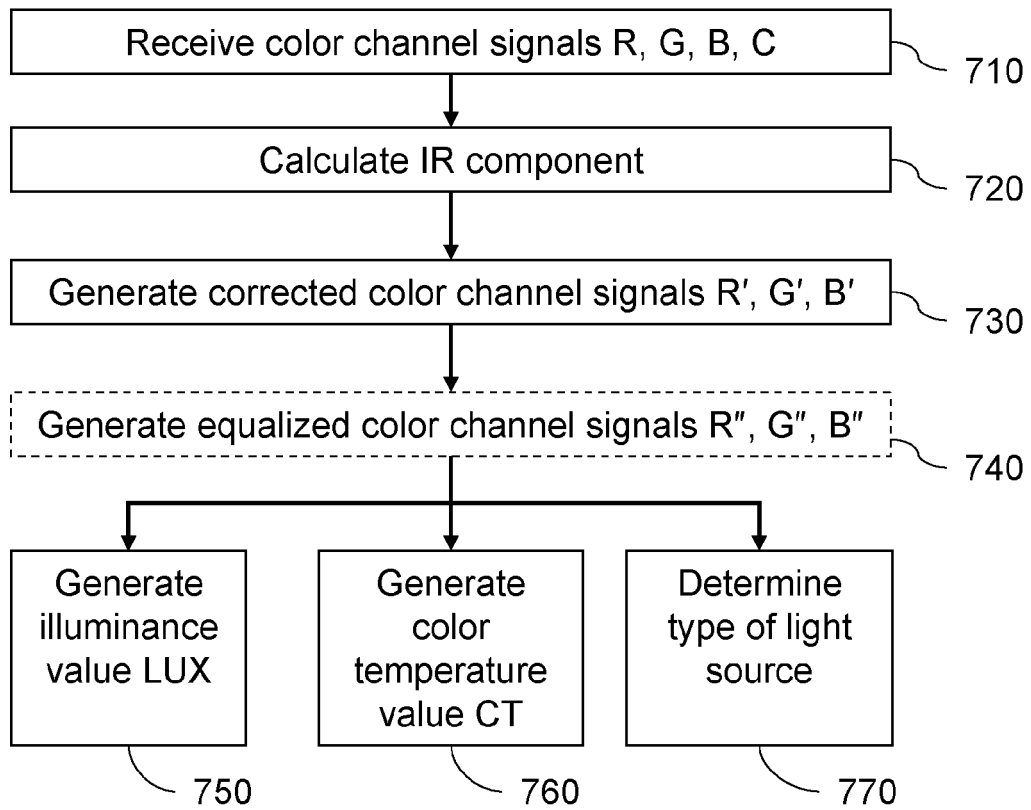 Receive color channel signals R, G, B, C
710
Calculate IR component
720
Generate corrected color channel signals R′, G′, B′
730
Generate equalized color channel signals R″, G″, B″
740
Generate
illuminance
value LUX
750
Generate
color
temperature
value CT
760
Determine
type of light
source
770